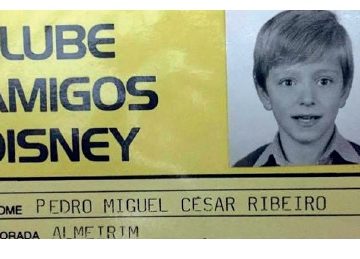 LUBE
AMIGOS
DISNEY
OME PEDRO MIGUEL CÉSAR RIBEIRO
ORADA ALMEIRIM